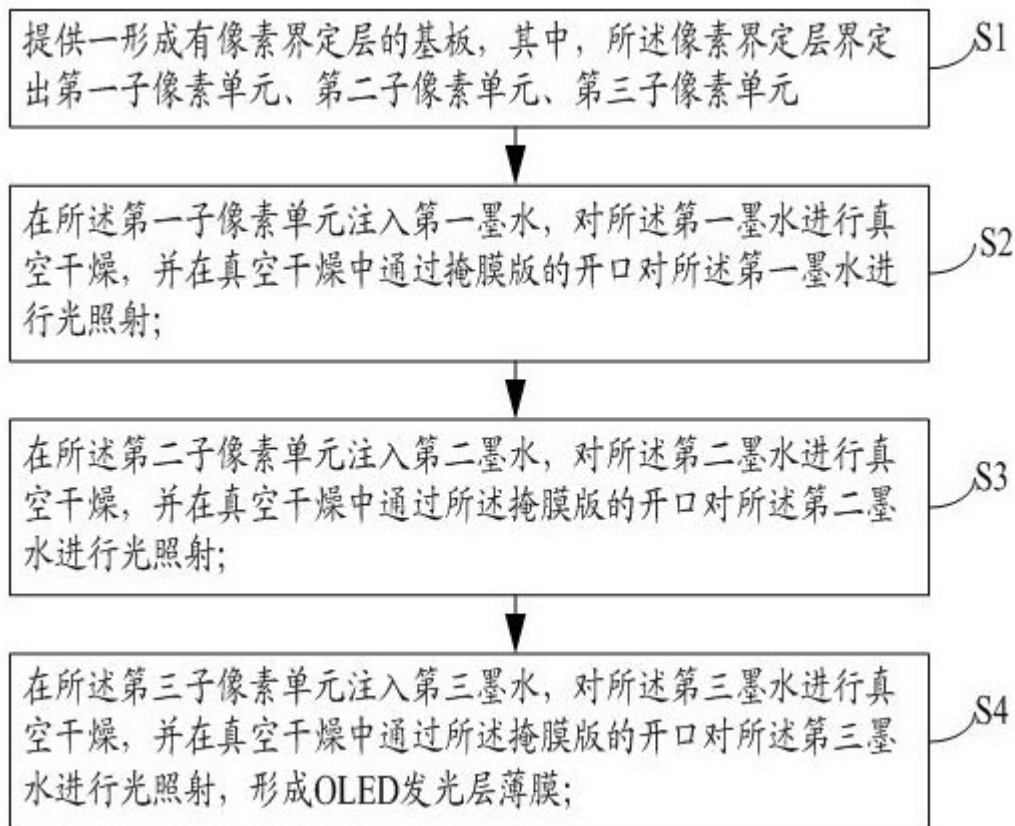 提供一形成有像素界定层的基板，其中，所述像素界定层界定
出第一子像素单元、第二子像素单元、第三子像素单元
S1
在所述第一子像素单元注入第一墨水，对所述第一墨水进行真
空干燥，并在真空干燥中通过掩膜版的开口对所述第一墨水进
行光照射；
S2
在所述第二子像素单元注入第二墨水，对所述第二墨水进行真
空干燥，并在真空干燥中通过所述掩膜版的开口对所述第二墨
水进行光照射；
S3
在所述第三子像素单元注入第三墨水，对所述第三墨水进行真
空干燥，并在真空干燥中通过所述掩膜版的开口对所述第三墨
水进行光照射，形成OLED发光层薄膜；
S4